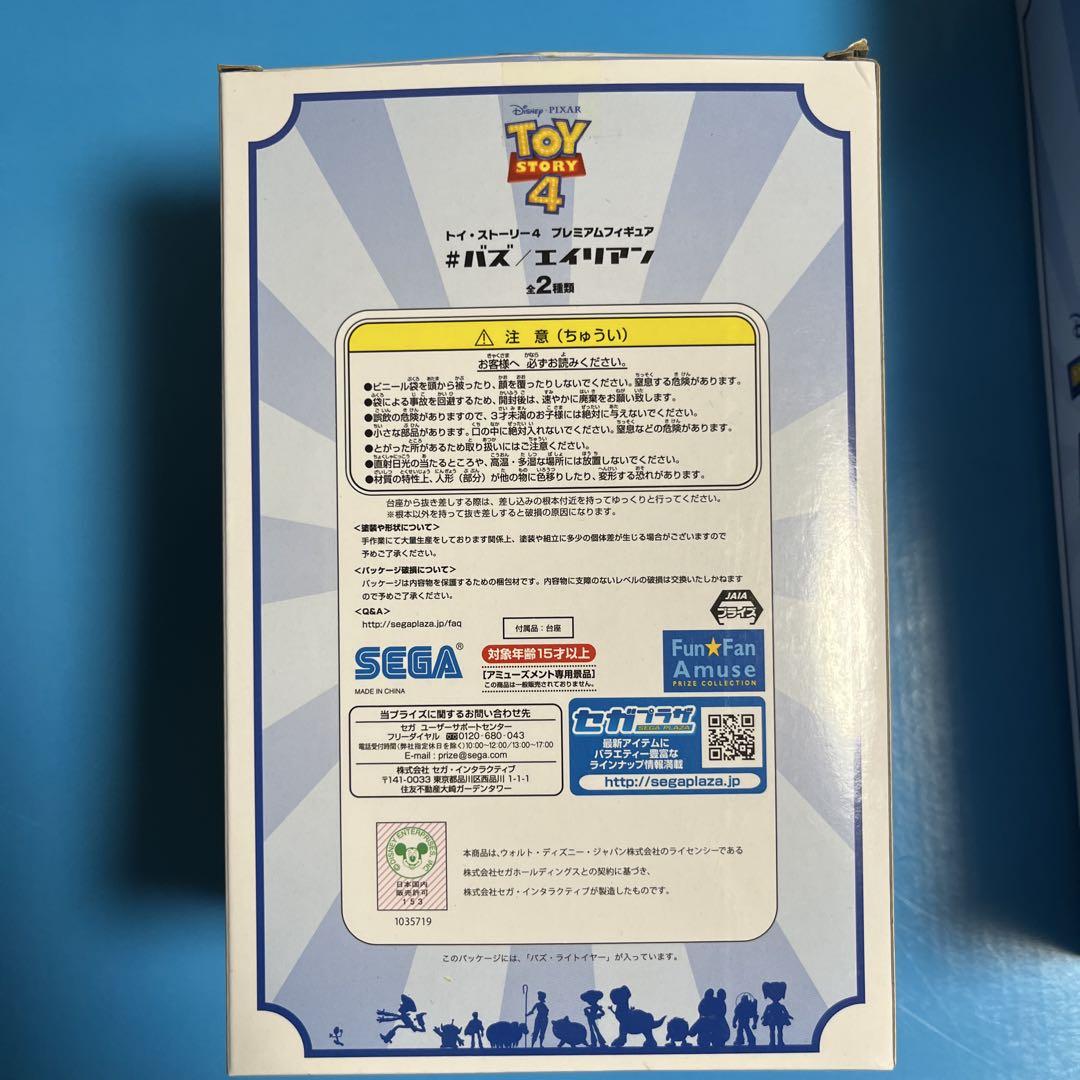 Disney・PIXAR
TOY
STORY
4
トイ・ストーリー4 プレミアムフィギュア
#バズ/エイリアン
全2種類
⚠ 注 意(ちゅうい)
お客様へ 必ずお読みください。
●ビニール袋を頭から被ったり、顔を覆ったりしないでください。窒息する危険があります。
●袋による事故を回避するため、開封後は、速やかに廃棄をお願い致します。
●誤飲の危険がありますので、3才未満のお子様には絶対に与えないでください。
●小さな部品があります。口の中に絶対入れないでください。窒息などの危険があります。
●とがった所があるため取り扱いにはご注意ください。
●直射日光の当たるところや、高温・多湿な場所には放置しないでください。
●材質の特性上、人形(部分)が他の物に色移りしたり、変形する恐れがあります。
台座から抜き差しする際は、差し込みの根本付近を持ってゆっくりと行ってください。
※根本以外を持って抜き差しすると破損の原因になります。
<塗装や形状について>
手作業にて大量生産をしております関係上、塗装や組立に多少の個体差が生じる場合がございますので
予めご了承ください。
<パッケージ破損について>
パッケージは内容物を保護するための梱包材です。内容物に支障のないレベルの破損は交換いたしかねます
ので予めご了承ください。
<Q&A>
http://segaplaza.jp/faq
付属品:台座
JAIA
プライズ
SEGA®
MADE IN CHINA
対象年齢15才以上
[アミューズメント専用景品]
この商品は一般販売されておりません。
Fun★Fan
Amuse
PRIZE COLLECTION
当プライズに関するお問い合わせ先
セガ ユーザーサポートセンター
フリーダイヤル 0120-680-043
電話受付時間(弊社指定休日を除く)10:00~12:00/13:00~17:00
E-mail : prize@sega.com
株式会社 セガ・インタラクティブ
〒141-0033 東京都品川区西品川 1-1-1
住友不動産大崎ガーデンタワー
セガプラザ
SEGA PLAZA
最新アイテムに
バラエティー豊富な
ラインナップ情報満載
http://segaplaza.jp
©DISNEY ENTERPRISES, INC.
日本国内
販売許可
153
1035719
本商品は、ウォルト・ディズニー・ジャパン株式会社のライセンシーである
株式会社セガホールディングスとの契約に基づき、
株式会社セガ・インタラクティブが製造したものです。
このパッケージには、「バズ・ライトイヤー」が入っています。